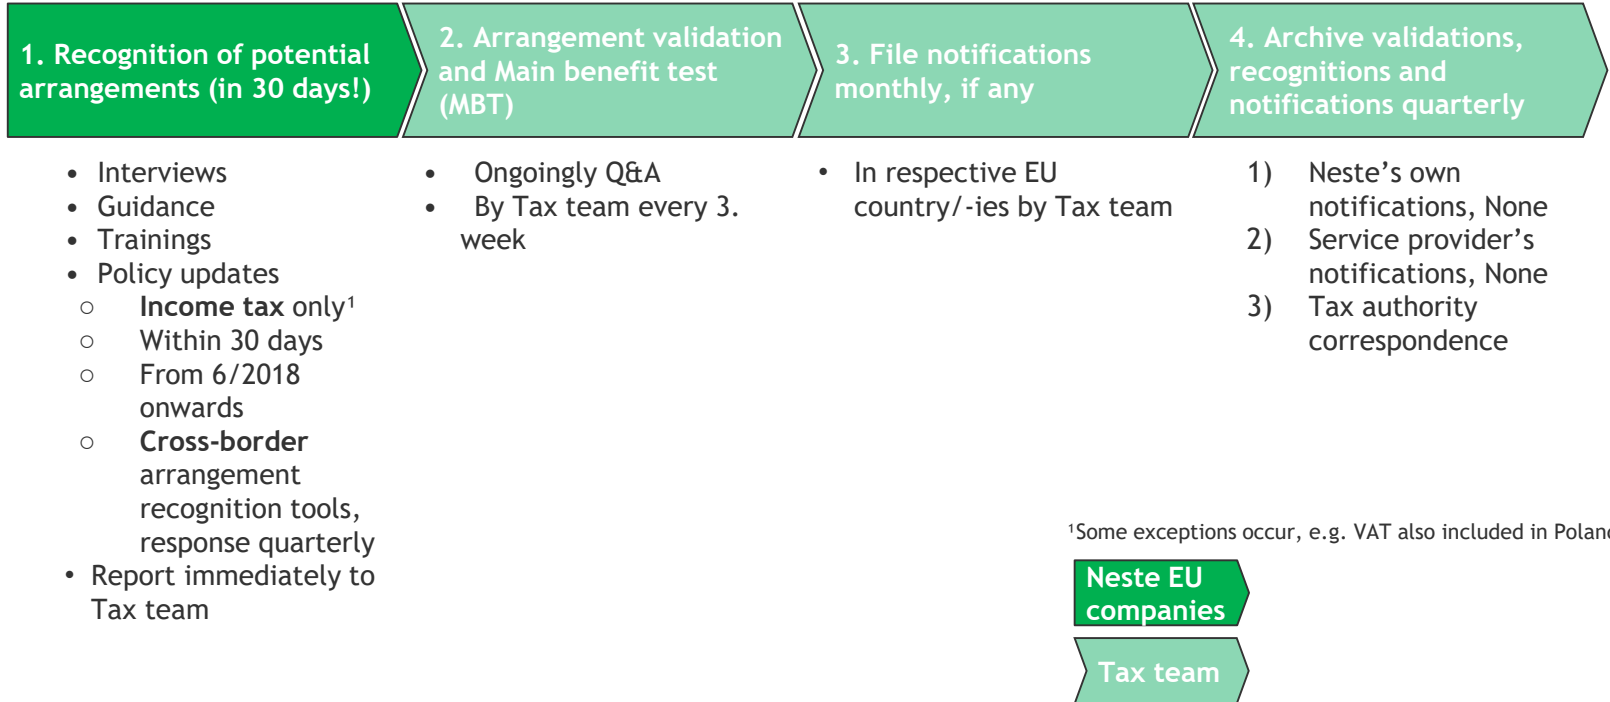 1. Recognition of potential
arrangements (in 30 days!)
2. Arrangement validation
and Main benefit test
(MBT)
3. File notifications
monthly, if any
4. Archive validations,
recognitions and
notifications quarterly
• Interviews
• Guidance
• Trainings
• Policy updates
○ Income tax only¹
○ Within 30 days
○ From 6/2018
onwards
○ Cross-border
arrangement
recognition tools,
response quarterly
• Report immediately to
Tax team
• Ongoingly Q&A
• By Tax team every 3.
week
• In respective EU
country/-ies by Tax team
1) Neste’s own
notifications, None
2) Service provider’s
notifications, None
3) Tax authority
correspondence
¹Some exceptions occur, e.g. VAT also included in Poland
Neste EU
companies
Tax team